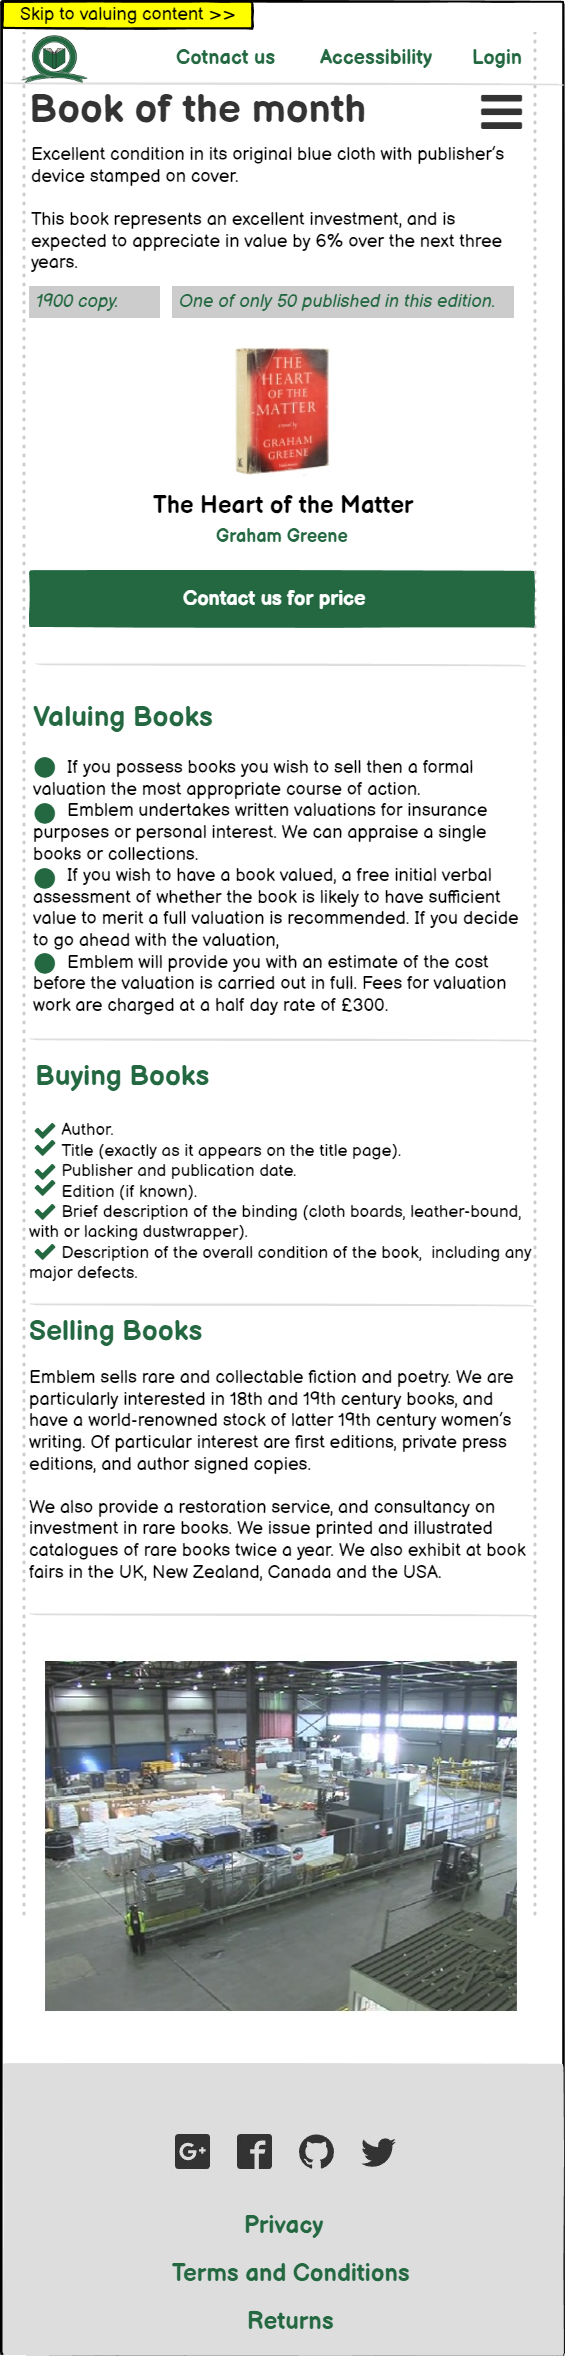 Skip to valuing content >>
Cotnact us Accessibility Login
Book of the month
Excellent condition in its original blue cloth with publisher's
device stamped on cover.
This book represents an excellent investment, and is
expected to appreciate in value by 6% over the next three
years.
1900 copy. One of only 50 published in this edition.
THE
HEART
OF THE
MATTER
a novel by
GRAHAM
GREENE
The Heart of the Matter
Graham Greene
Contact us for price
Valuing Books
If you possess books you wish to sell then a formal
valuation the most appropriate course of action.
Emblem undertakes written valuations for insurance
purposes or personal interest. We can appraise a single
books or collections.
If you wish to have a book valued, a free initial verbal
assessment of whether the book is likely to have sufficient
value to merit a full valuation is recommended. If you decide
to go ahead with the valuation,
Emblem will provide you with an estimate of the cost
before the valuation is carried out in full. Fees for valuation
work are charged at a half day rate of £300.
Buying Books
Author.
Title (exactly as it appears on the title page).
Publisher and publication date.
Edition (if known).
Brief description of the binding (cloth boards, leather-bound,
with or lacking dustwrapper).
Description of the overall condition of the book, including any
major defects.
Selling Books
Emblem sells rare and collectable fiction and poetry. We are
particularly interested in 18th and 19th century books, and
have a world-renowned stock of latter 19th century women's
writing. Of particular interest are first editions, private press
editions, and author signed copies.
We also provide a restoration service, and consultancy on
investment in rare books. We issue printed and illustrated
catalogues of rare books twice a year. We also exhibit at book
fairs in the UK, New Zealand, Canada and the USA.
G+
Privacy
Terms and Conditions
Returns